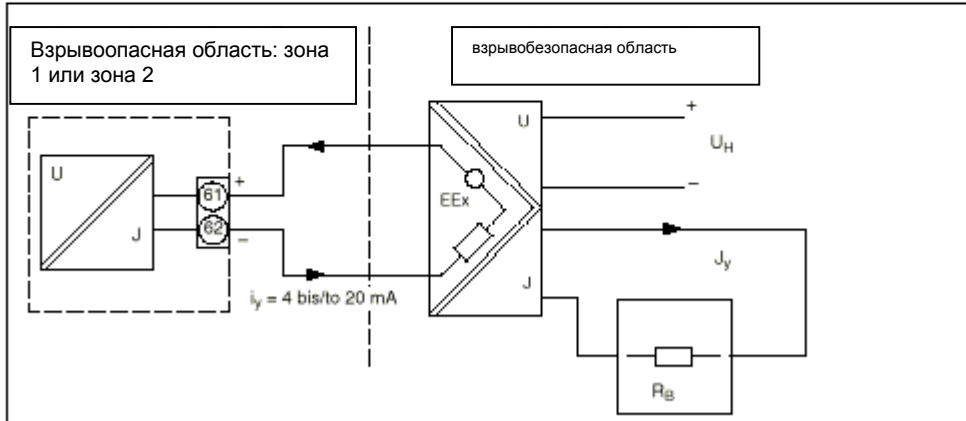 Взрывоопасная область: зона
1 или зона 2
взрывобезопасная область
U
J
61
62
+
−
i_y = 4 bis/to 20 mA
EEx
U
J
+
U_H
−
J_y
R_B